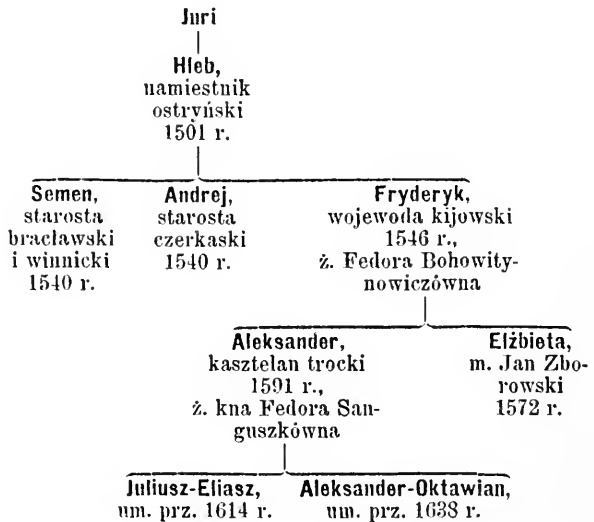 Juri
Hleb,
namiestnik
ostryński
1501 r.
Semen,
starosta
bracławski
i winnicki
1540 r.
Andrej,
starosta
czerkaski
1540 r.
Fryderyk,
wojewoda kijowski
1546 r.,
ż. Fedora Bohowity-
nowiczówna
Aleksander,
kasztelan trocki
1591 r.,
ż. kna Fedora San-
guszkówna
Elżbieta,
m. Jan Zbo-
rowski
1572 r.
Juliusz-Eliasz,
um. prz. 1614 r.
Aleksander-Oktawian,
um. prz. 1638 r.